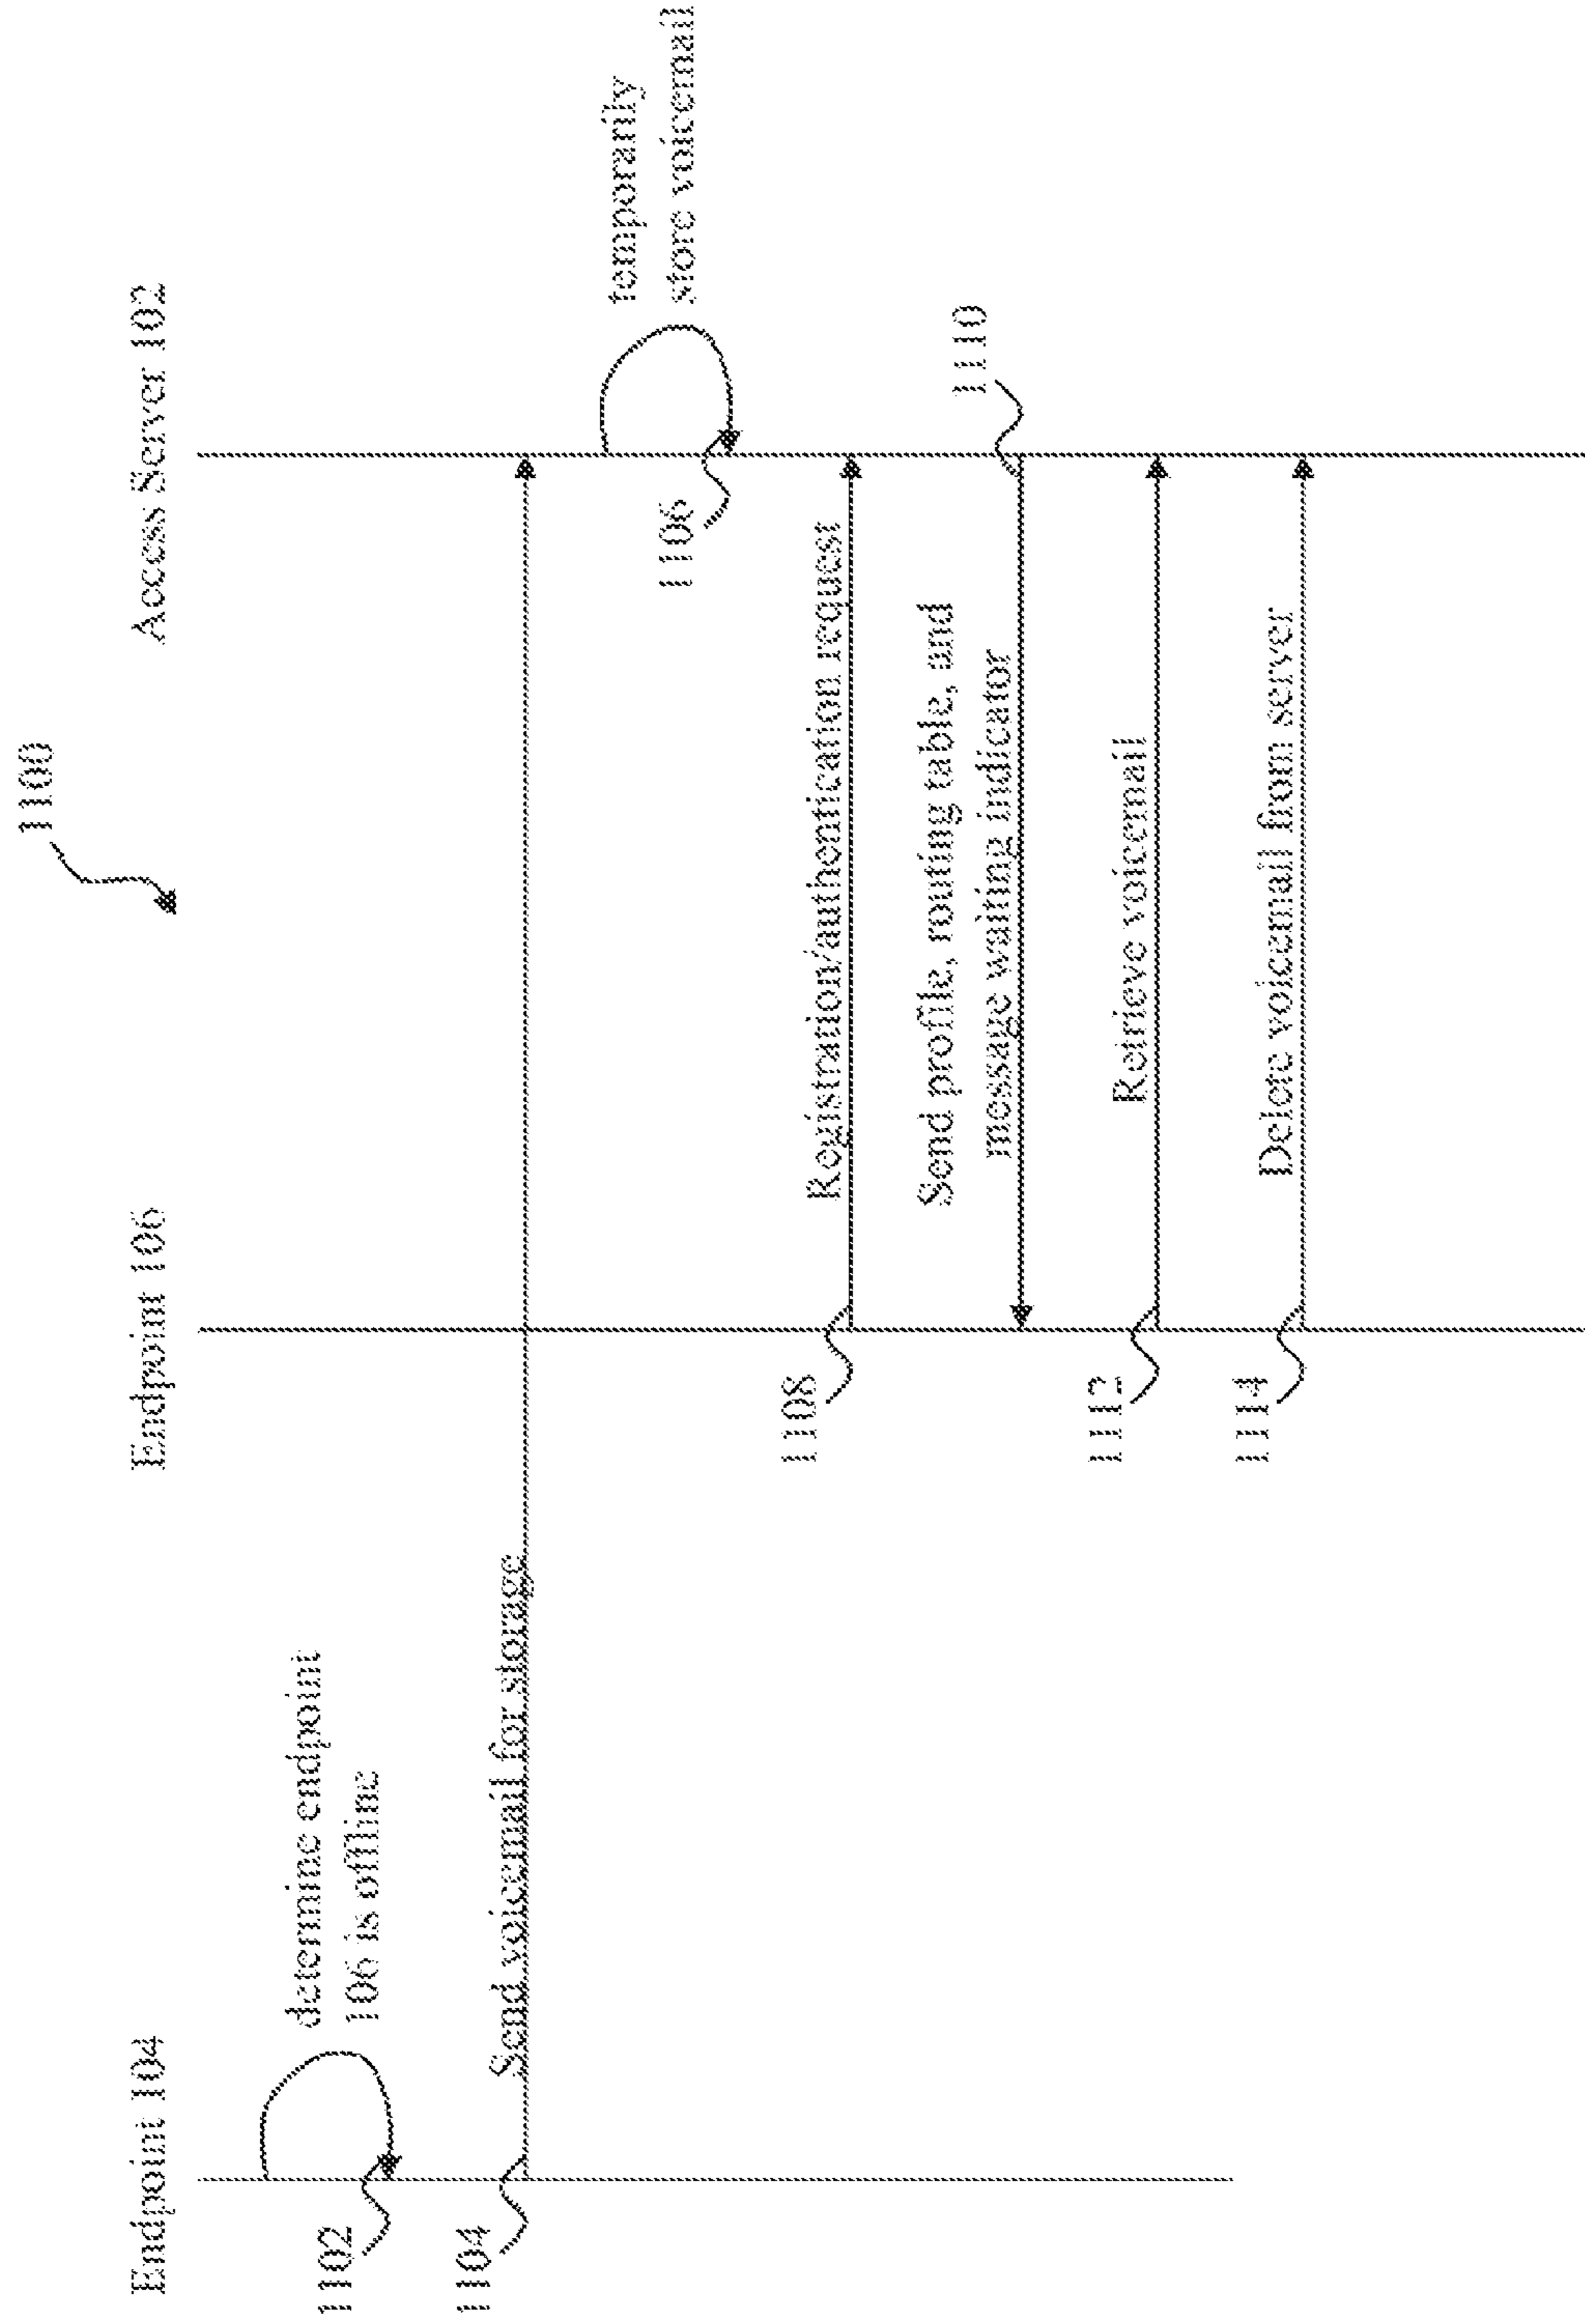 1100
Endpoint 104
Endpoint 106
Access Server 102
determine endpoint
106 is offline
1102
Send voicemail for storage
1104
temporarily
store voicemail
1106
Registration/authentication request
1108
Send profile, routing table, and
message waiting indicator
1110
Retrieve voicemail
1112
Delete voicemail from server
1114